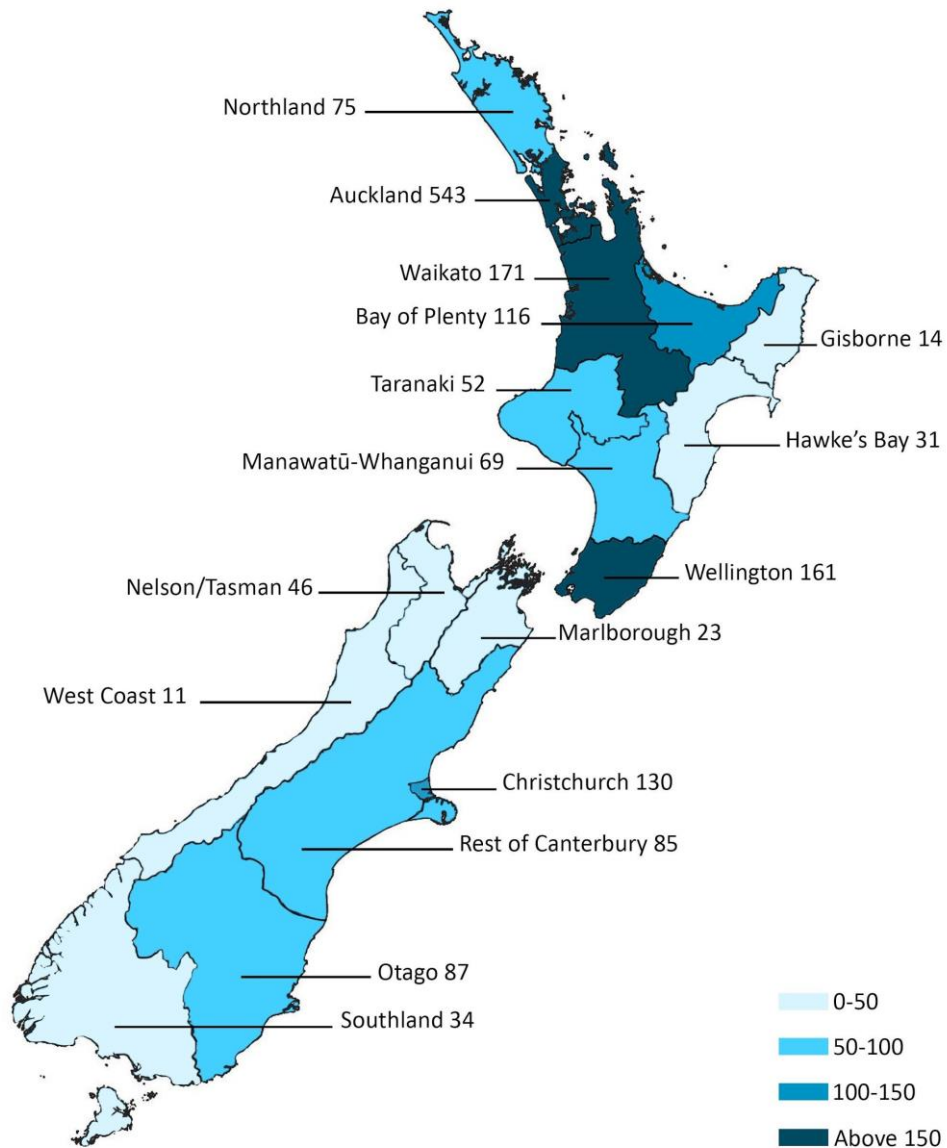 Northland 75
Auckland 543
Waikato 171
Bay of Plenty 116
Gisborne 14
Taranaki 52
Hawke’s Bay 31
Manawatū-Whanganui 69
Wellington 161
Nelson/Tasman 46
Marlborough 23
West Coast 11
Christchurch 130
Rest of Canterbury 85
Otago 87
Southland 34
0-50
50-100
100-150
Above 150